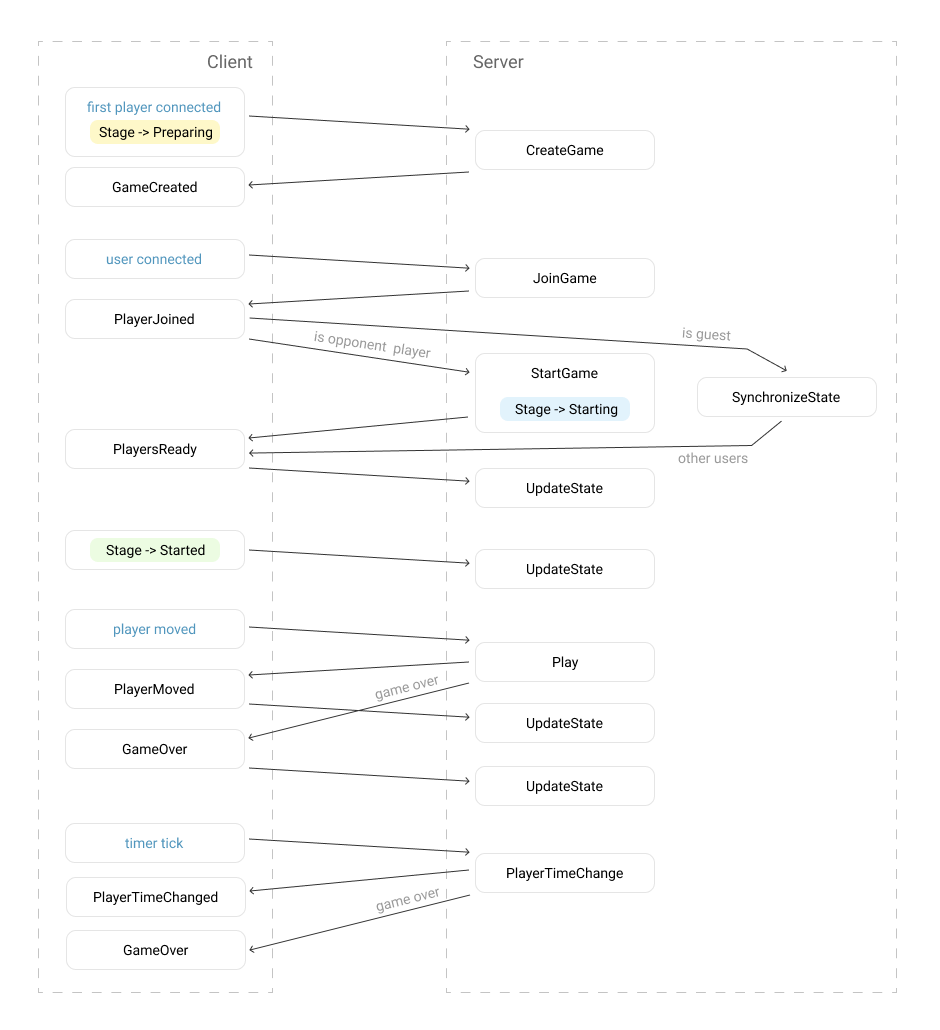 Client
Server
first player connected
Stage -> Preparing
CreateGame
GameCreated
user connected
JoinGame
PlayerJoined
is guest
is opponent player
StartGame
SynchronizeState
Stage -> Starting
PlayersReady
other users
UpdateState
Stage -> Started
UpdateState
player moved
Play
PlayerMoved
game over
UpdateState
GameOver
UpdateState
timer tick
PlayerTimeChange
PlayerTimeChanged
game over
GameOver